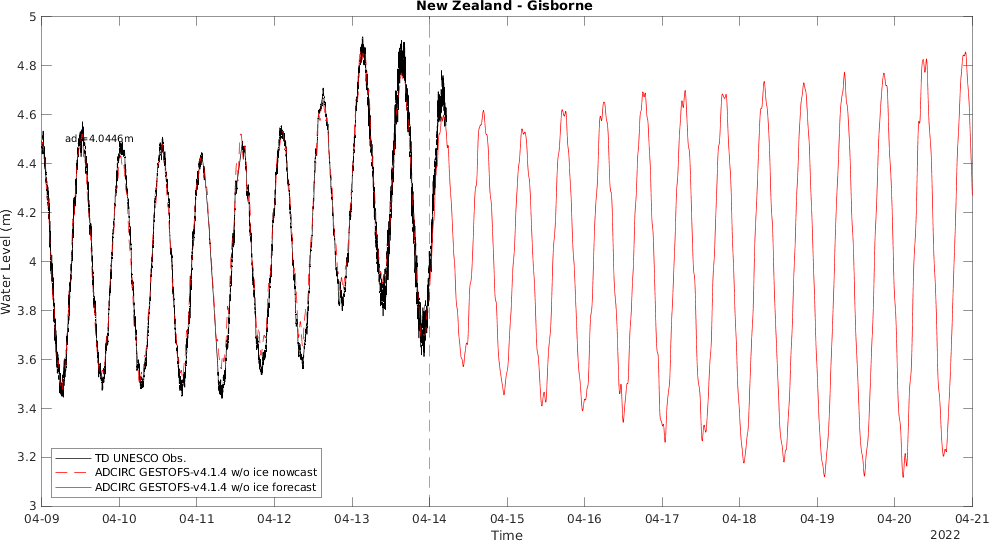 New Zealand - Gisborne
Water Level (m)
5
4.8
4.6
4.4
4.2
4
3.8
3.6
3.4
3.2
3
adj=4.0446m
TD UNESCO Obs.
ADCIRC GESTOFS-v4.1.4 w/o ice nowcast
ADCIRC GESTOFS-v4.1.4 w/o ice forecast
04-09 04-10 04-11 04-12 04-13 04-14 04-15 04-16 04-17 04-18 04-19 04-20 04-21
Time
2022